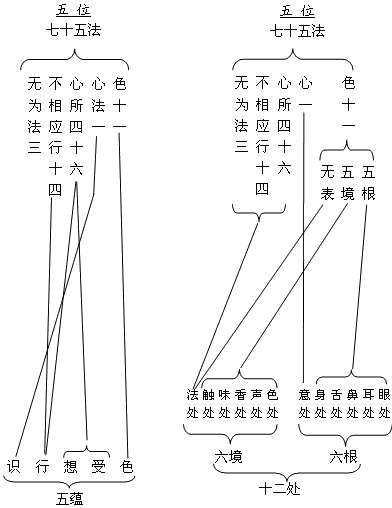 五位
七十五法
色十一
心法一
心所四十六
不相应行十四
无为法三
识 行 想 受 色
五蕴
五位
七十五法
色十一
心一
心所四十六
不相应行十四
无为法三
五根
五境
无表
法处 触处 味处 香处 声处 色处
意处 身处 舌处 鼻处 耳处 眼处
六境 六根
十二处